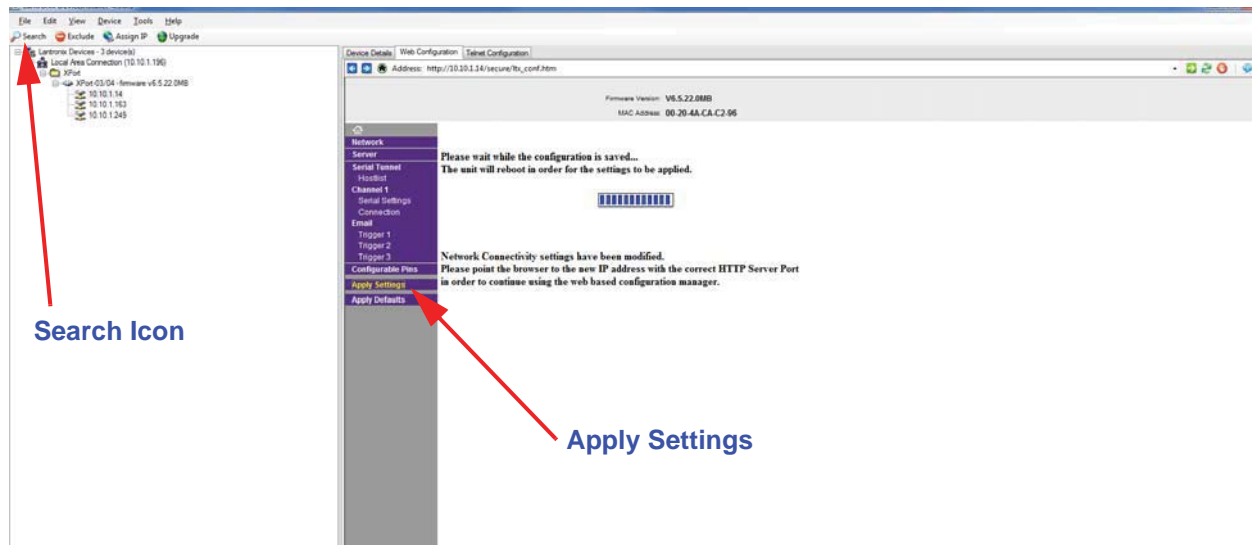 File Edit View Device Tools Help
Search Exclude Assign IP Upgrade
Lantronix Devices - 3 device(s)
Local Area Connection (10.10.1.196)
XPort
XPort-03/04 - firmware v6.5.22.0MB
10.10.1.14
10.10.1.163
10.10.1.245
Device Details Web Configuration Telnet Configuration
Address: http://10.10.1.14/secure/ltx_conf.htm
Firmware Version: V6.5.22.0MB
MAC Address: 00-20-4A-CA-C2-96
Network
Server
Serial Tunnel
Hostlist
Channel 1
Serial Settings
Connection
Email
Trigger 1
Trigger 2
Trigger 3
Configurable Pins
Apply Settings
Apply Defaults
Please wait while the configuration is saved...
The unit will reboot in order for the settings to be applied.
Network Connectivity settings have been modified.
Please point the browser to the new IP address with the correct HTTP Server Port
in order to continue using the web based configuration manager.
Search Icon
Apply Settings